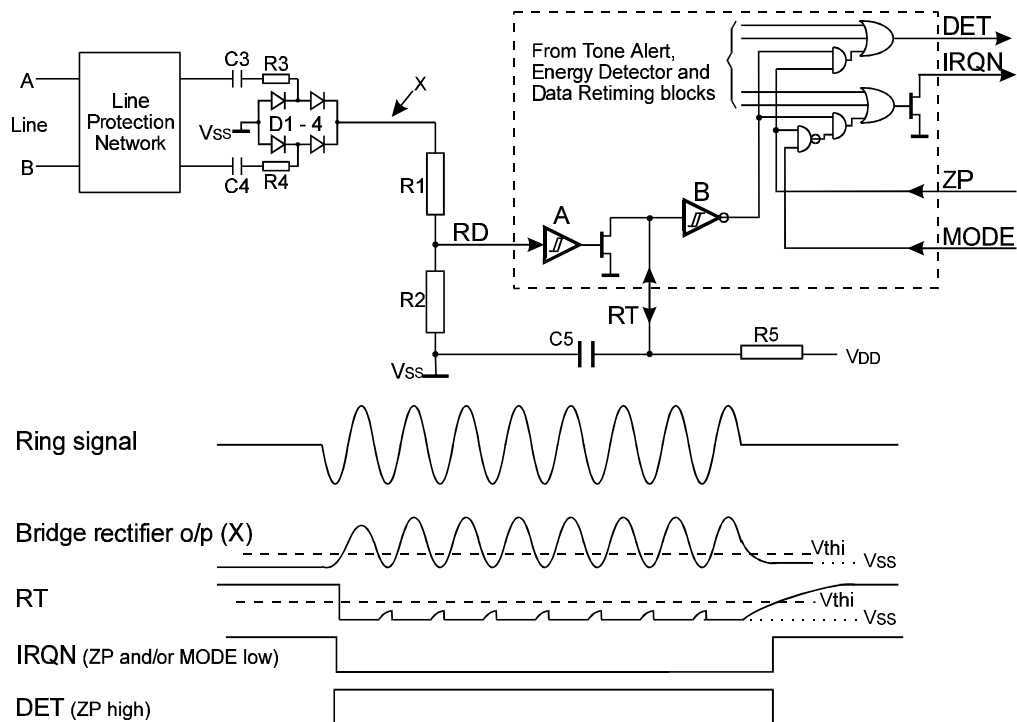 DET
IRQN
From Tone Alert,
Energy Detector and
Data Retiming blocks
C3
R3
X
A
Line
Line
Protection
Network
VSS
D1 - 4
B
C4
R4
R1
RD
A
B
ZP
MODE
R2
RT
C5
R5
VDD
VSS
Ring signal
Bridge rectifier o/p (X)
Vthi
VSS
RT
Vthi
VSS
IRQN (ZP and/or MODE low)
DET (ZP high)